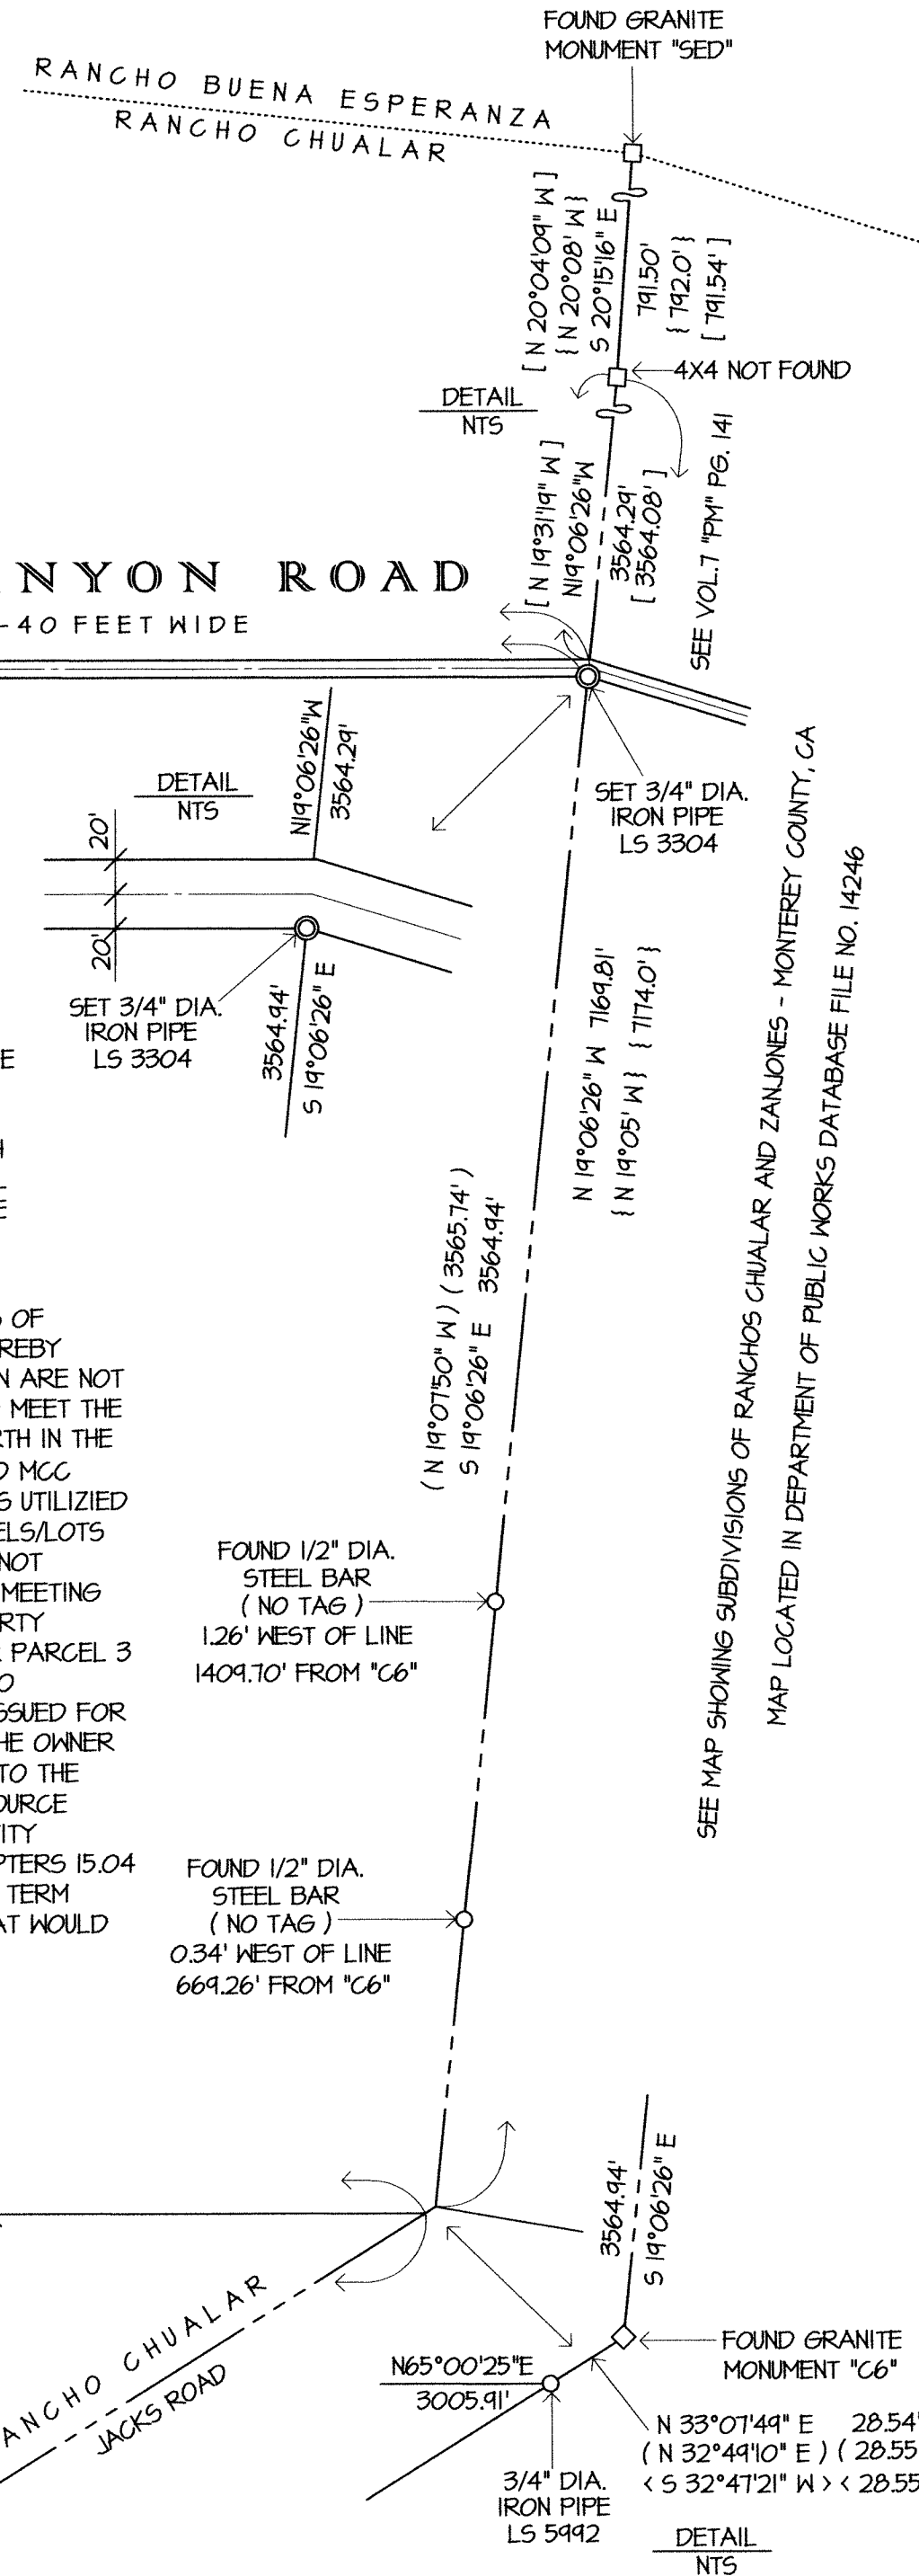 FOUND GRANITE
MONUMENT "SED"
RANCHO BUENA ESPERANZA
RANCHO CHUALAR
[ N 20°04'09" W ]
{ N 20°08' W }
S 20°15'16" E
791.50'
{ 792.0' }
[ 791.54' ]
4X4 NOT FOUND
DETAIL
NTS
[ N 19°31'19" W ]
N19°06'26"W
3564.29'
[ 3564.08' ]
SEE VOL.7 "PM" PG. 141
NYON ROAD
-40 FEET WIDE
DETAIL
NTS
N19°06'26"W
3564.29'
20'
20'
SET 3/4" DIA.
IRON PIPE
LS 3304
3564.94'
S 19°06'26" E
SET 3/4" DIA.
IRON PIPE
LS 3304
N 19°06'26" W 7169.81'
{ N 19°05' W } { 7174.0' }
SEE MAP SHOWING SUBDIVISIONS OF RANCHOS CHUALAR AND ZANJONES - MONTEREY COUNTY, CA
MAP LOCATED IN DEPARTMENT OF PUBLIC WORKS DATABASE FILE NO. 14246
( N 19°07'50" W ) ( 3565.74' )
S 19°06'26" E 3564.94'
E
S OF
REBY
N ARE NOT
MEET THE
RTH IN THE
D MCC
S UTILIZIED
ELS/LOTS
NOT
MEETING
RTY
R PARCEL 3
O
SSUED FOR
HE OWNER
TO THE
OURCE
ITY
PTERS 15.04
TERM
AT WOULD
FOUND 1/2" DIA.
STEEL BAR
( NO TAG )
1.26' WEST OF LINE
1409.70' FROM "C6"
FOUND 1/2" DIA.
STEEL BAR
( NO TAG )
0.34' WEST OF LINE
669.26' FROM "C6"
3564.94'
S 19°06'26" E
ANCHO CHUALAR
JACKS ROAD
N65°00'25"E
3005.91'
FOUND GRANITE
MONUMENT "C6"
N 33°07'49" E 28.54'
( N 32°49'10" E ) ( 28.55
< S 32°47'21" W > < 28.55
3/4" DIA.
IRON PIPE
LS 5992
DETAIL
NTS